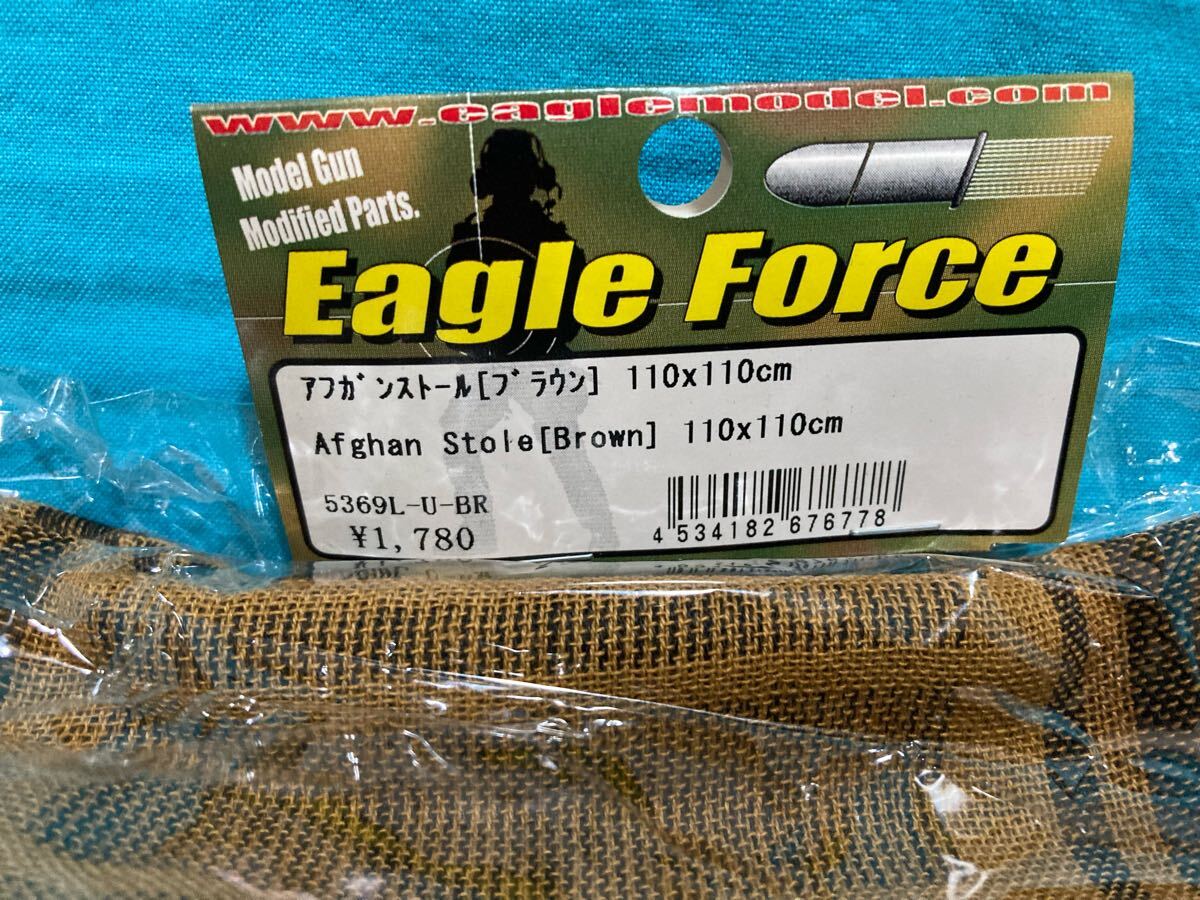 www.eaglemodel.com
Model Gun
Modified Parts.
Eagle Force
ｱﾌｶﾞﾝｽﾄｰﾙ[ﾌﾞﾗｳﾝ] 110x110cm
Afghan Stole[Brown] 110x110cm
5369L-U-BR
¥1,780
4 534182 676778